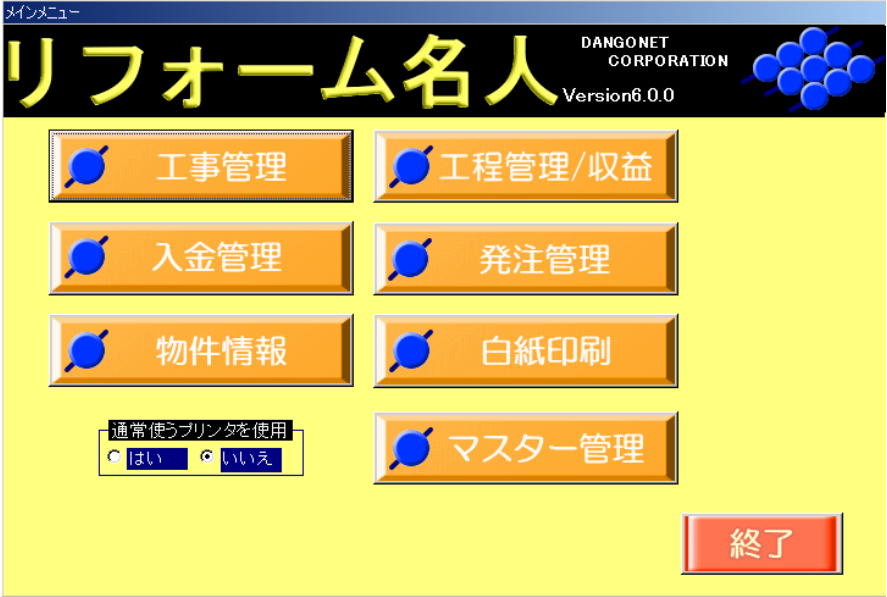 メインメニュー
リフォーム名人
DANGONET
CORPORATION
Version6.0.0
工事管理
工程管理/収益
入金管理
発注管理
物件情報
白紙印刷
通常使うプリンタを使用
はい
いいえ
マスター管理
終了